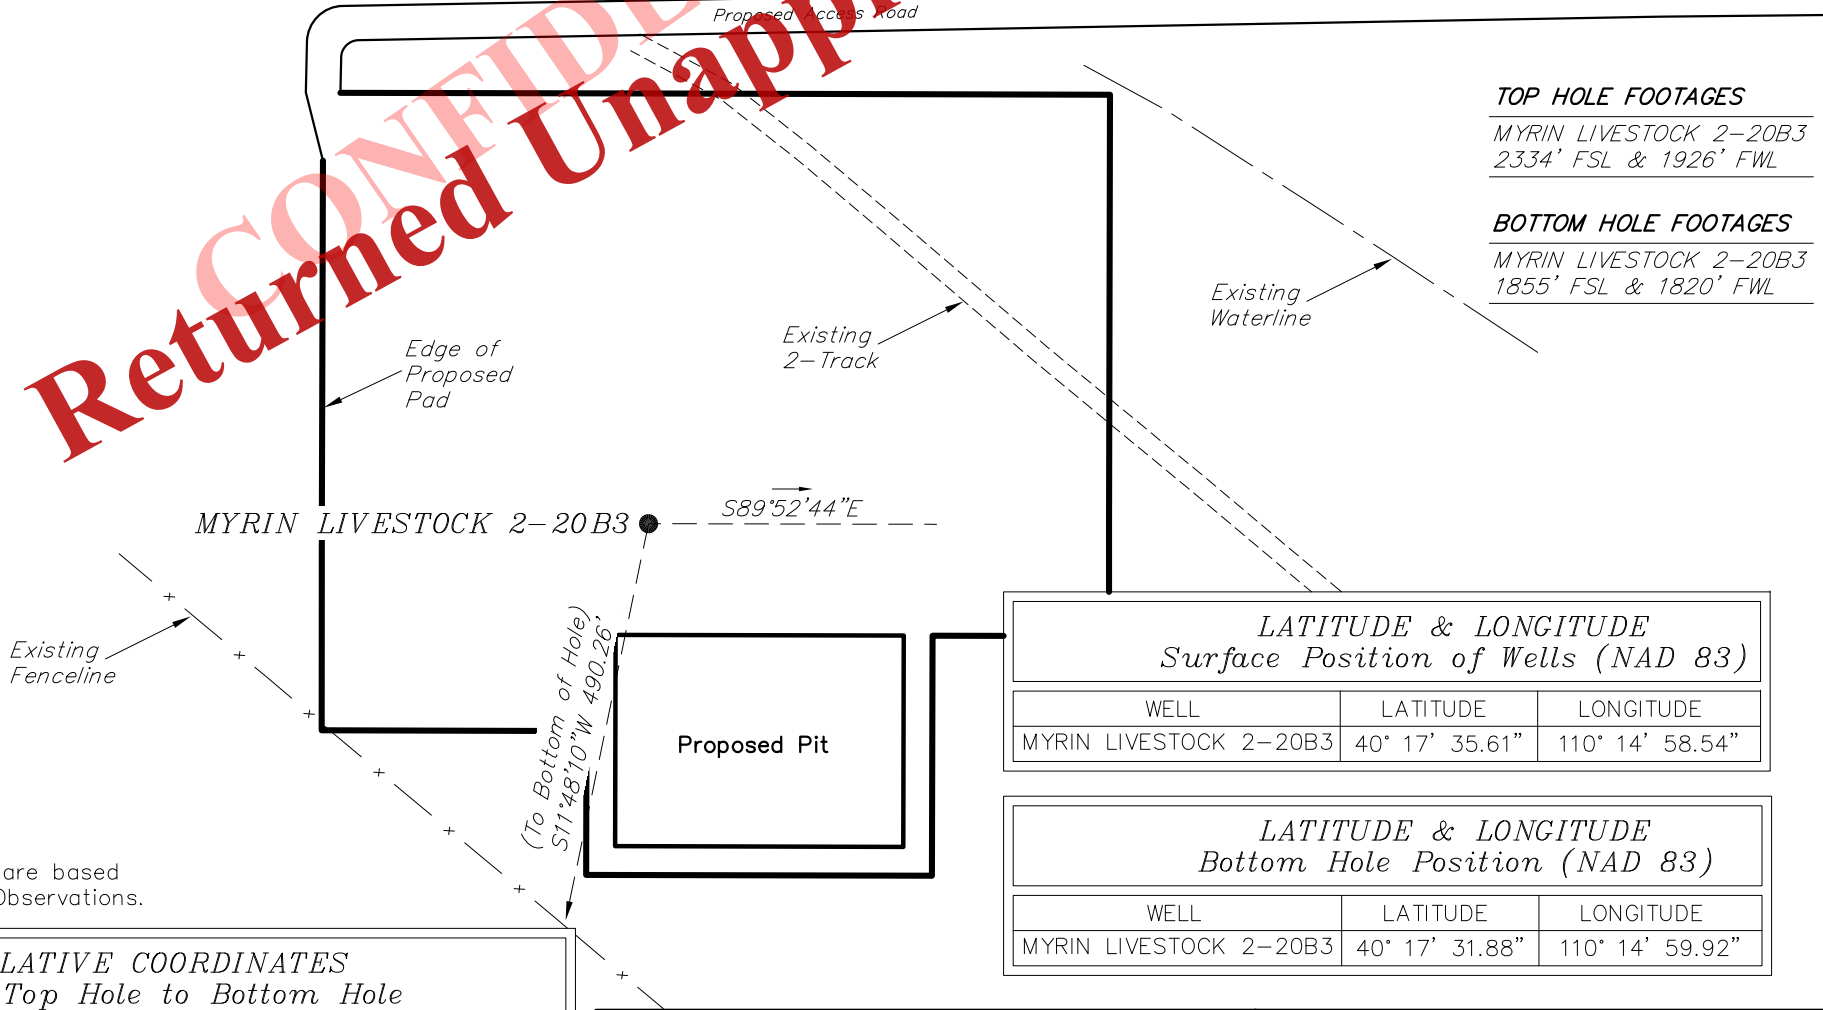 Proposed Access Road
CONFIDE
Returned Unapp
TOP HOLE FOOTAGES
MYRIN LIVESTOCK 2-20B3
2334' FSL & 1926' FWL
BOTTOM HOLE FOOTAGES
MYRIN LIVESTOCK 2-20B3
1855' FSL & 1820' FWL
Existing
Waterline
Existing
2-Track
Edge of
Proposed
Pad
MYRIN LIVESTOCK 2-20B3
S89°52'44"E
Existing
Fenceline
(To Bottom of Hole)
S11°48'10"W 490.26'
Proposed Pit
LATITUDE & LONGITUDE
Surface Position of Wells (NAD 83)
WELL LATITUDE LONGITUDE
MYRIN LIVESTOCK 2-20B3 40° 17' 35.61" 110° 14' 58.54"
LATITUDE & LONGITUDE
Bottom Hole Position (NAD 83)
WELL LATITUDE LONGITUDE
MYRIN LIVESTOCK 2-20B3 40° 17' 31.88" 110° 14' 59.92"
are based
Observations.
LATIVE COORDINATES
Top Hole to Bottom Hole